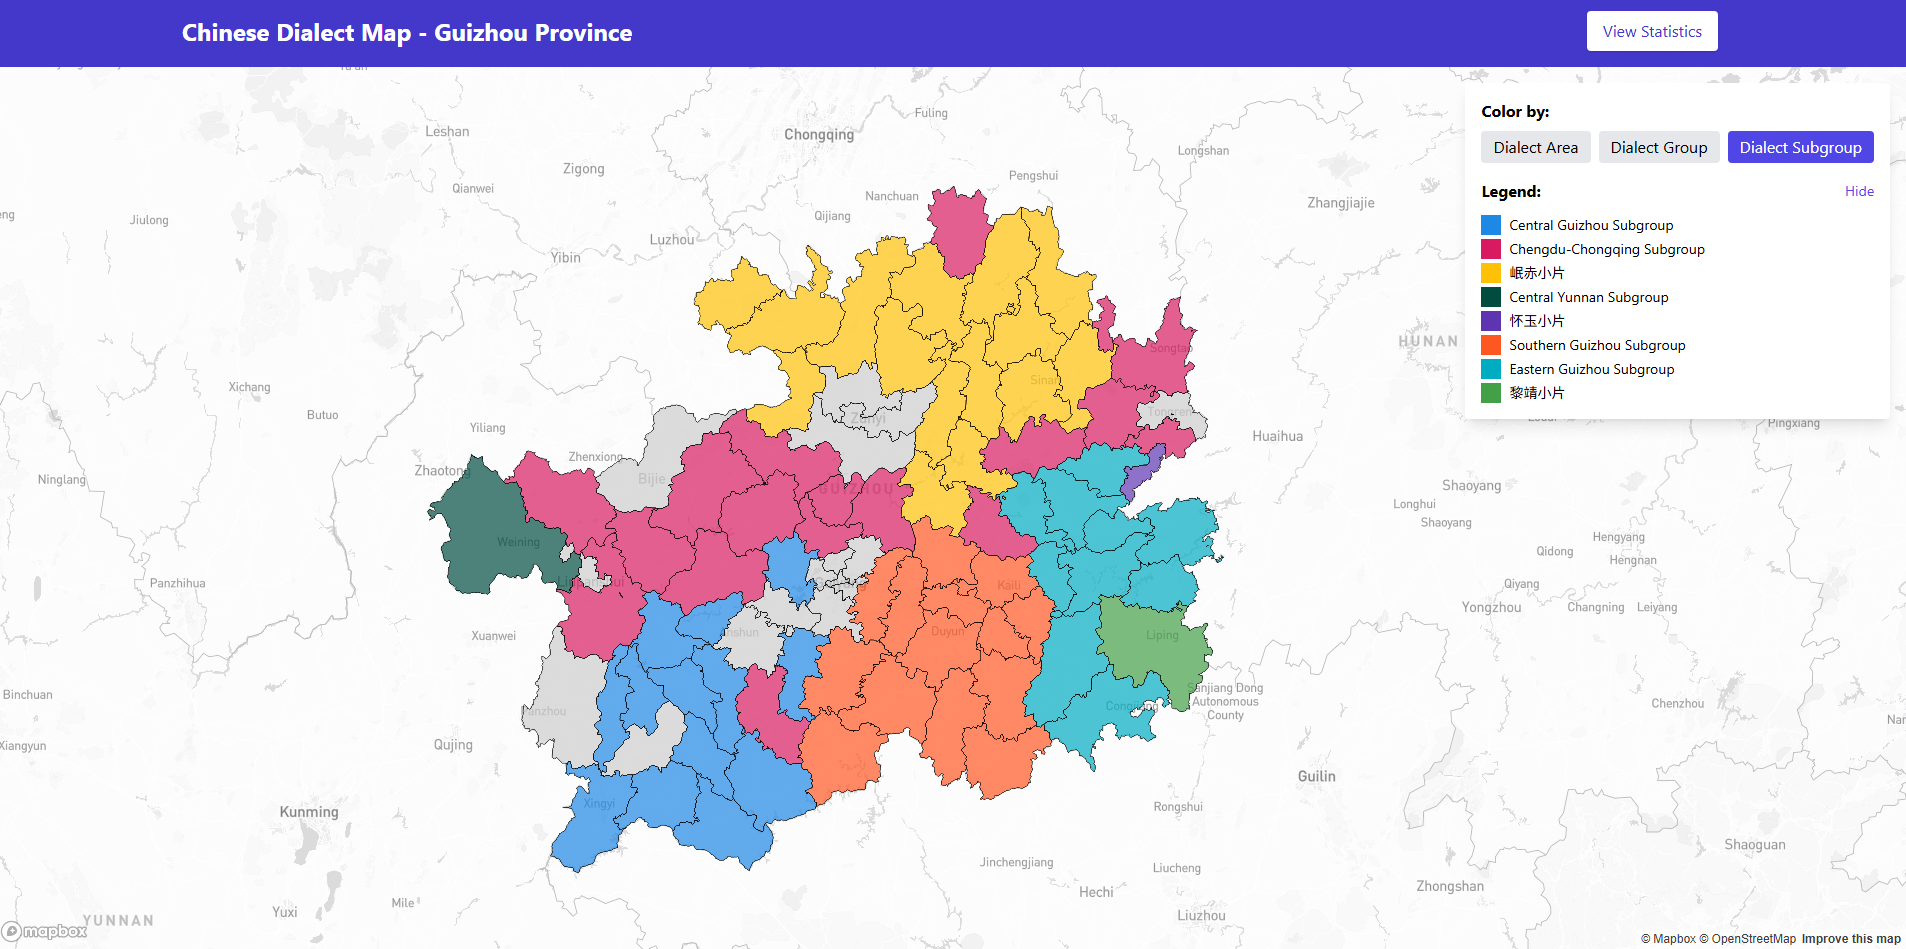 Chinese Dialect Map - Guizhou Province
View Statistics
Color by:
Dialect Area
Dialect Group
Dialect Subgroup
Legend:
Hide
Central Guizhou Subgroup
Chengdu-Chongqing Subgroup
岷赤小片
Central Yunnan Subgroup
怀玉小片
Southern Guizhou Subgroup
Eastern Guizhou Subgroup
黎靖小片
Fuling
Leshan
Chongqing
Longshan
Zigong
Pengshui
Qianwei
Nanchuan
Zhangjiajie
Jiulong
Qijiang
Luzhou
Yibin
HUNAN
Songtao
Sinan
Xichang
Butuo
Tongren
Zunyi
Yiliang
Huaihua
Pingxiang
Zhenxiong
Zhaotong
Bijie
Ninglang
GUIZHOU
Shaoyang
Longhui
Shaoyang
Weining
Hengyang
Qidong
Hengnan
Panzhihua
Kaili
Qiyang
Yongzhou
Changning
Leiyang
Xuanwei
Duyun
Liping
Binchuan
Sanjiang Dong
Autonomous
County
Congjiang
Panzhou
Chenzhou
Xiangyun
Qujing
Guilin
Xingyi
Kunming
Rongshui
Shaoguan
Jinchengjiang
Liucheng
Hechi
Zhongshan
Mile
Yuxi
Liuzhou
YUNNAN
mapbox
© Mapbox © OpenStreetMap Improve this map